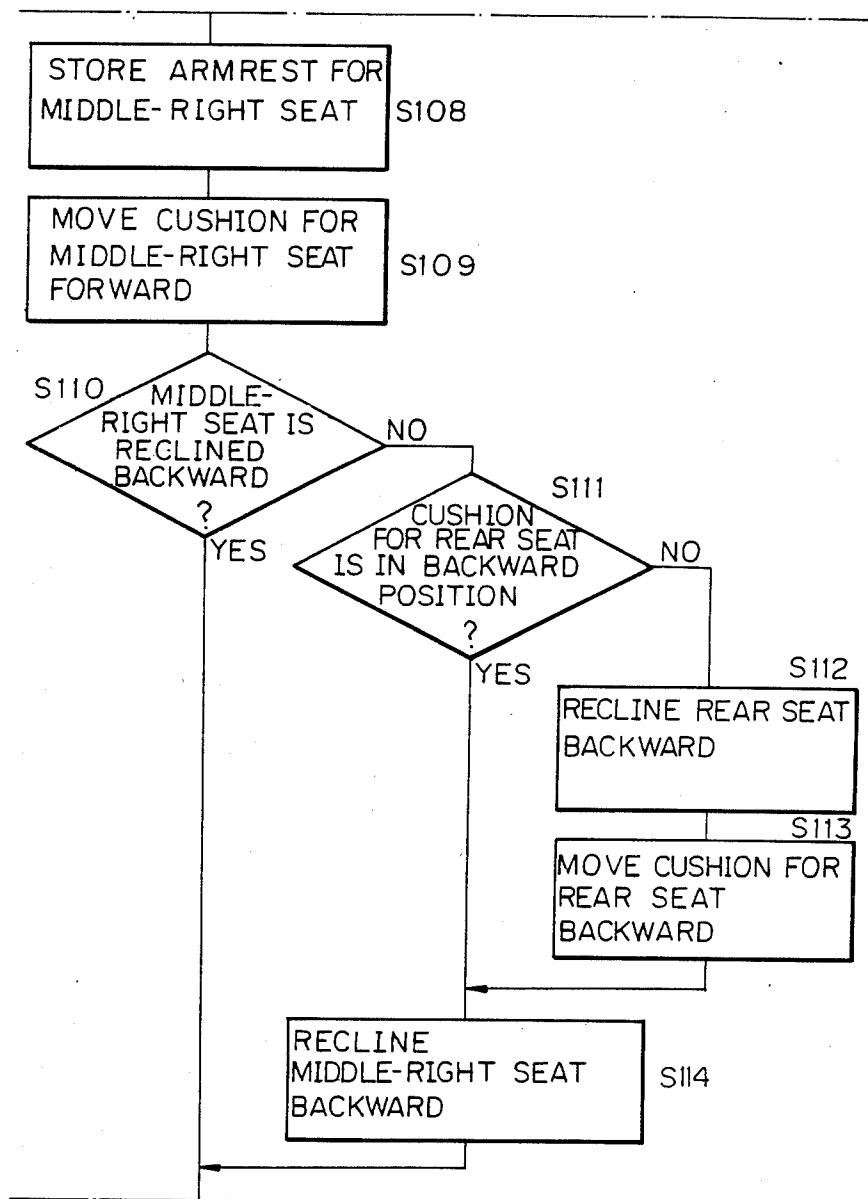 STORE ARMREST FOR
MIDDLE-RIGHT SEAT
S108
MOVE CUSHION FOR
MIDDLE-RIGHT SEAT
FORWARD
S109
S110
MIDDLE-
RIGHT SEAT IS
RECLINED
BACKWARD
?
NO
YES
S111
CUSHION
FOR REAR SEAT
IS IN BACKWARD
POSITION
?
NO
YES
S112
RECLINE REAR SEAT
BACKWARD
S113
MOVE CUSHION FOR
REAR SEAT
BACKWARD
RECLINE
MIDDLE-RIGHT SEAT
BACKWARD
S114